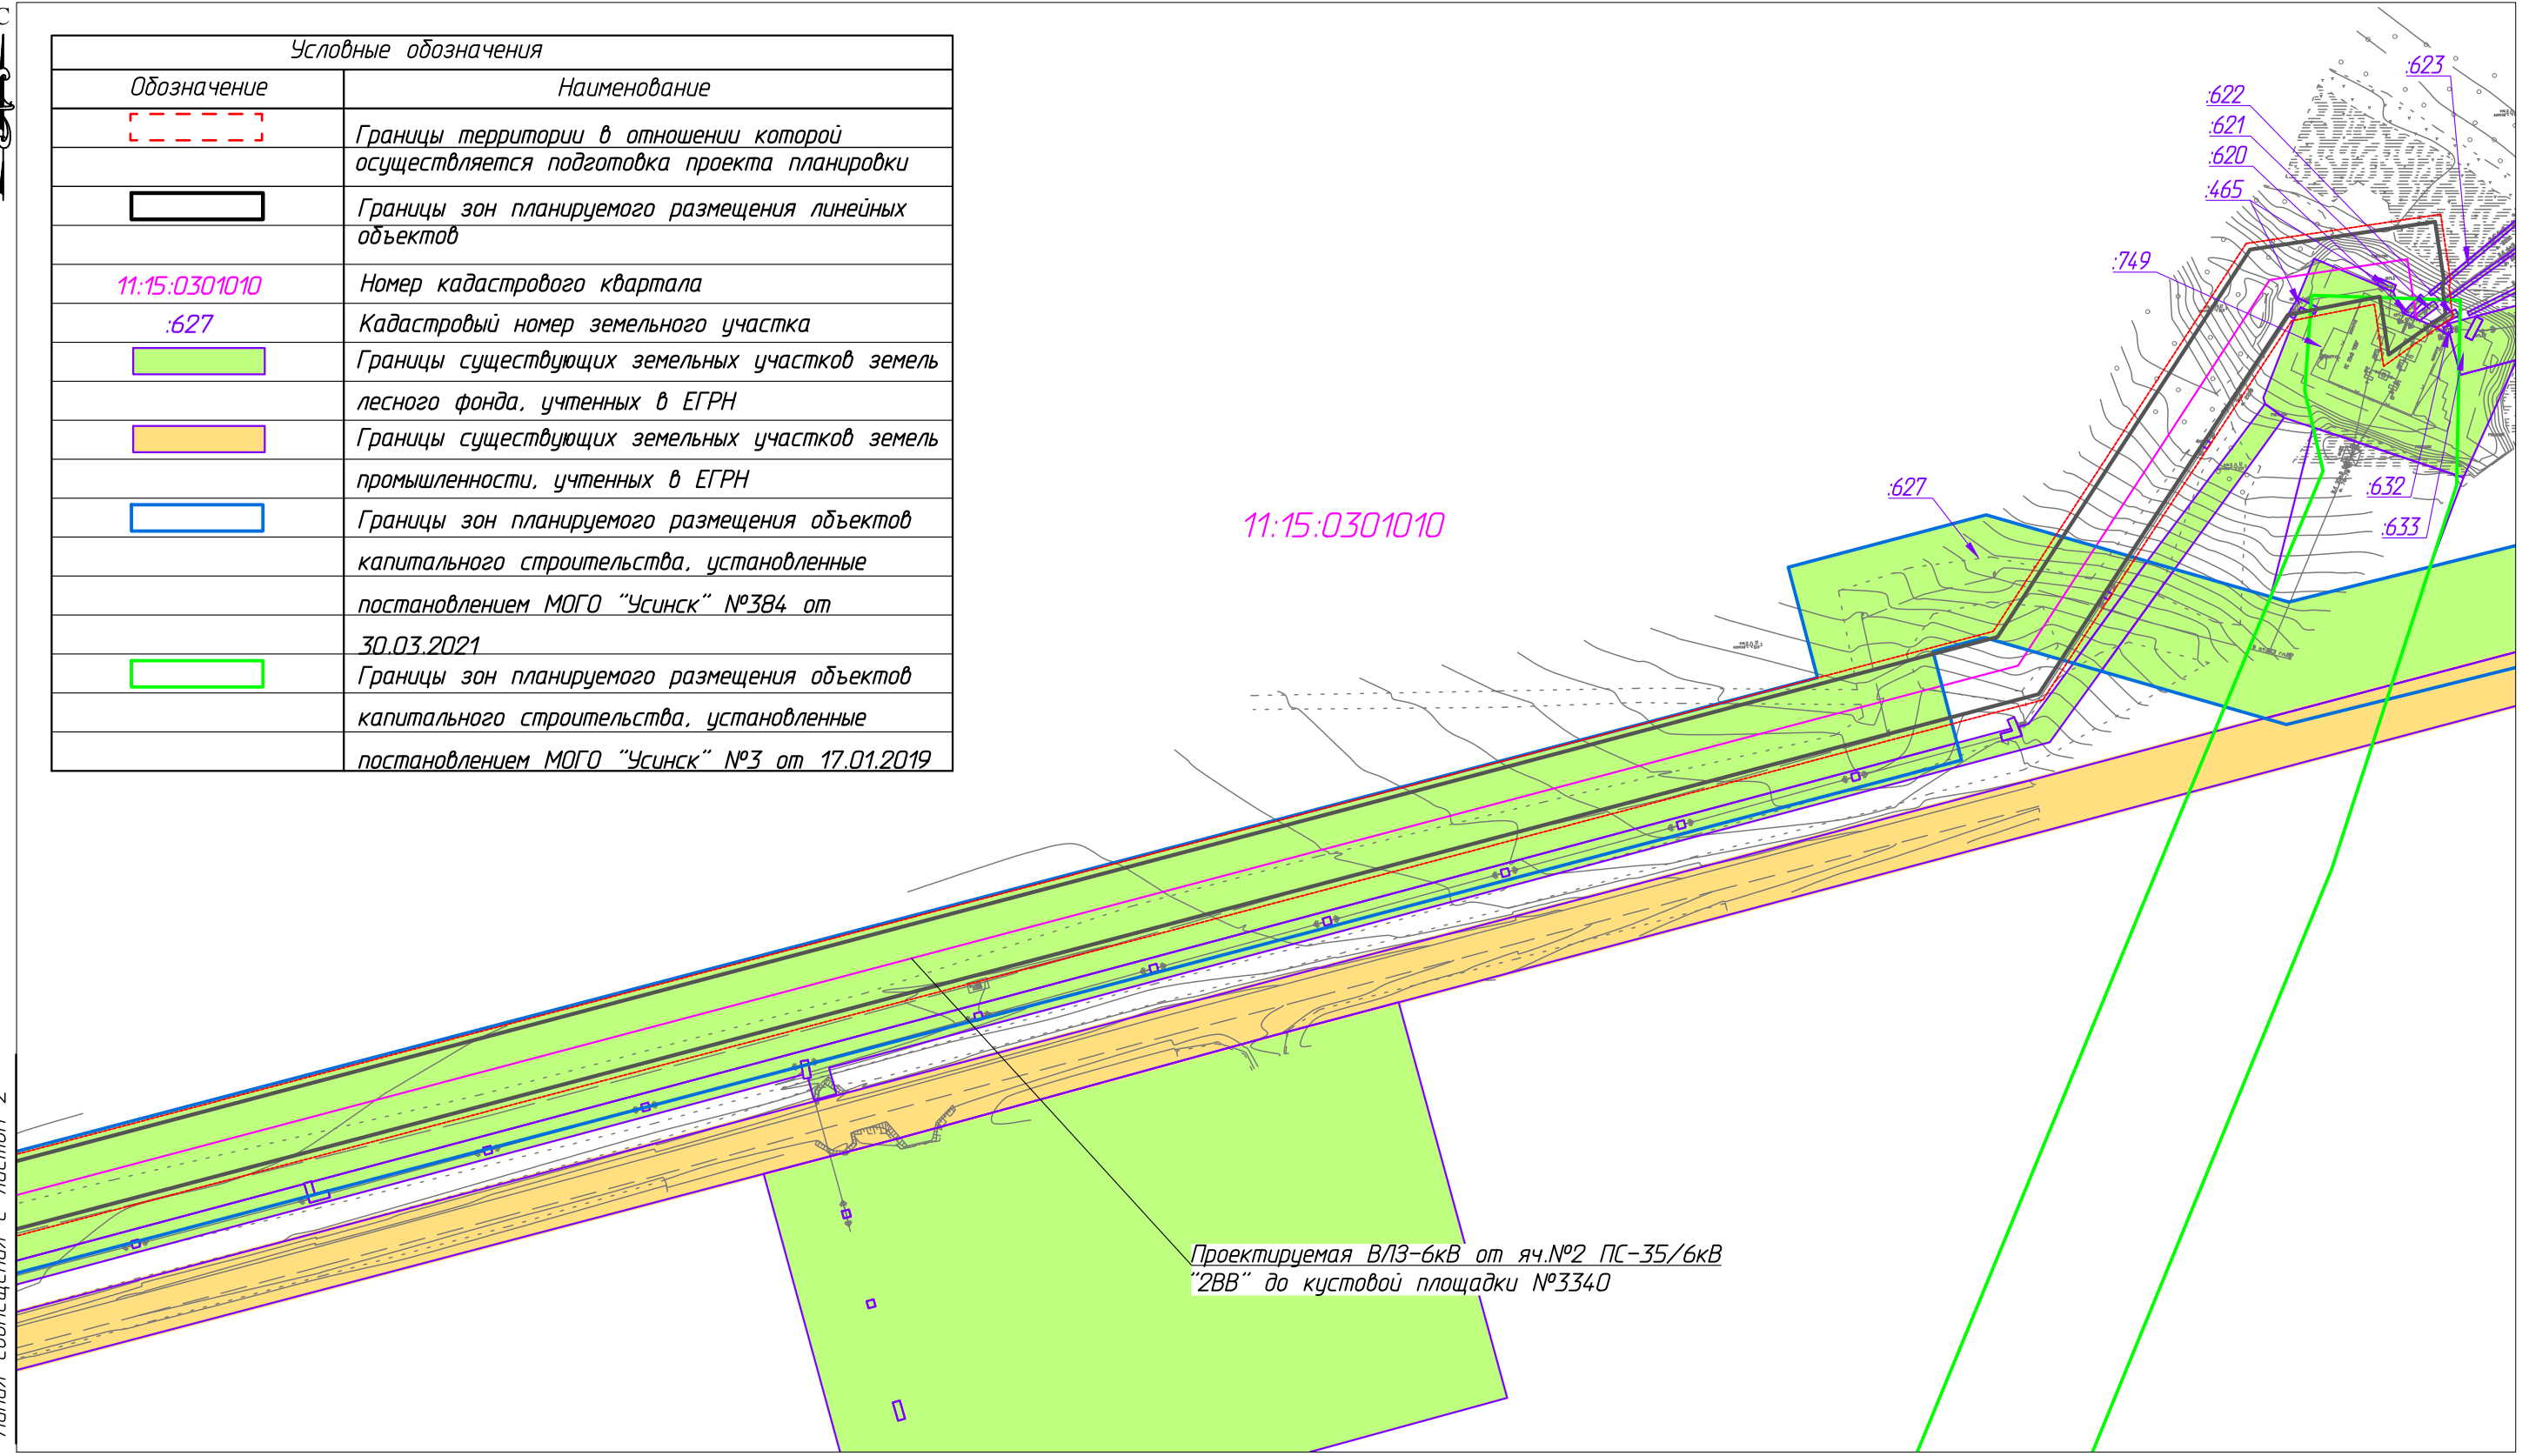 Условные обозначения
Обозначение
Наименование
Границы территории в отношении которой
осуществляется подготовка проекта планировки
Границы зон планируемого размещения линейных
объектов
11:15:0301010
Номер кадастрового квартала
:627
Кадастровый номер земельного участка
Границы существующих земельных участков земель
лесного фонда, учтенных в ЕГРН
Границы существующих земельных участков земель
промышленности, учтенных в ЕГРН
Границы зон планируемого размещения объектов
капитального строительства, установленные
постановлением МОГО "Усинск" №384 от
30.03.2021
Границы зон планируемого размещения объектов
капитального строительства, установленные
постановлением МОГО "Усинск" №3 от 17.01.2019
:623
:622
:621
:620
:465
:749
:627
:632
:633
11:15:0301010
Проектируемая ВЛЗ-6кВ от яч.№2 ПС-35/6кВ
"2ВВ" до кустовой площадки №3340